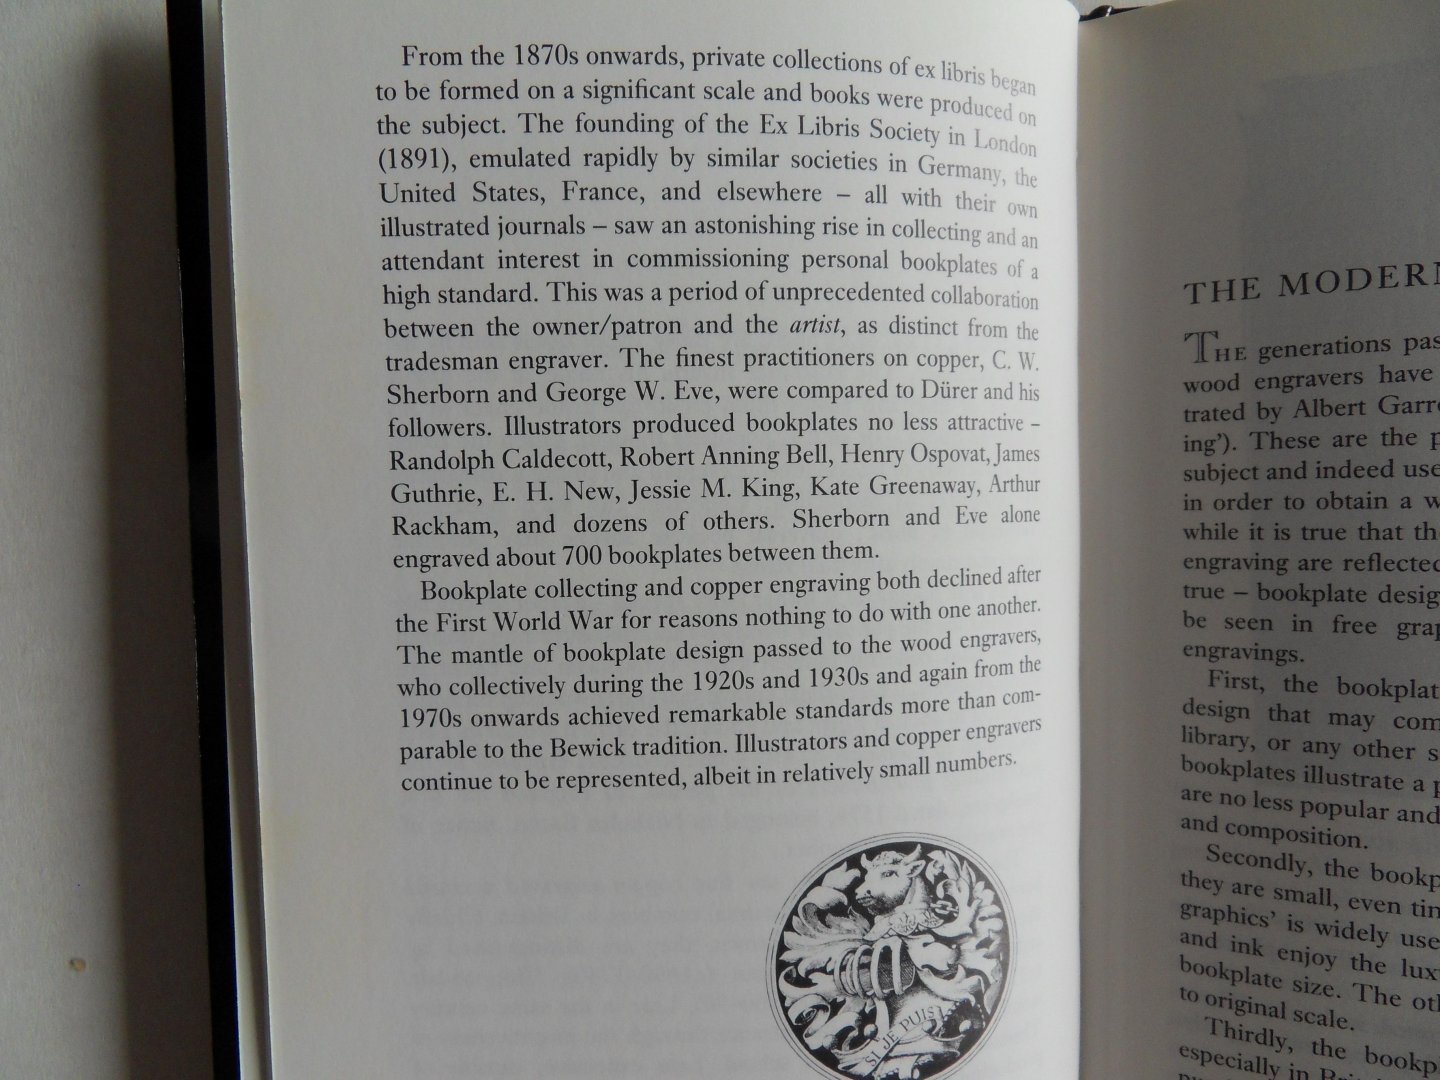 From the 1870s onwards, private collections of ex libris began
to be formed on a significant scale and books were produced on
the subject. The founding of the Ex Libris Society in London
(1891), emulated rapidly by similar societies in Germany, the
United States, France, and elsewhere – all with their own
illustrated journals – saw an astonishing rise in collecting and an
attendant interest in commissioning personal bookplates of a
high standard. This was a period of unprecedented collaboration
between the owner/patron and the artist, as distinct from the
tradesman engraver. The finest practitioners on copper, C. W.
Sherborn and George W. Eve, were compared to Dürer and his
followers. Illustrators produced bookplates no less attractive –
Randolph Caldecott, Robert Anning Bell, Henry Ospovat, James
Guthrie, E. H. New, Jessie M. King, Kate Greenaway, Arthur
Rackham, and dozens of others. Sherborn and Eve alone
engraved about 700 bookplates between them.
Bookplate collecting and copper engraving both declined after
the First World War for reasons nothing to do with one another.
The mantle of bookplate design passed to the wood engravers,
who collectively during the 1920s and 1930s and again from the
1970s onwards achieved remarkable standards more than com-
parable to the Bewick tradition. Illustrators and copper engravers
continue to be represented, albeit in relatively small numbers.
SI JE PUIS
THE MODERN
THE generations pas
wood engravers have
trated by Albert Garre
ing'). These are the p
subject and indeed use
in order to obtain a w
while it is true that th
engraving are reflected
true – bookplate desig
be seen in free grap
engravings.
First, the bookplat
design that may com
library, or any other s
bookplates illustrate a p
are no less popular and
and composition.
Secondly, the bookp
they are small, even tin
graphics' is widely use
and ink enjoy the lux
bookplate size. The oth
to original scale.
Thirdly, the bookp
especially in